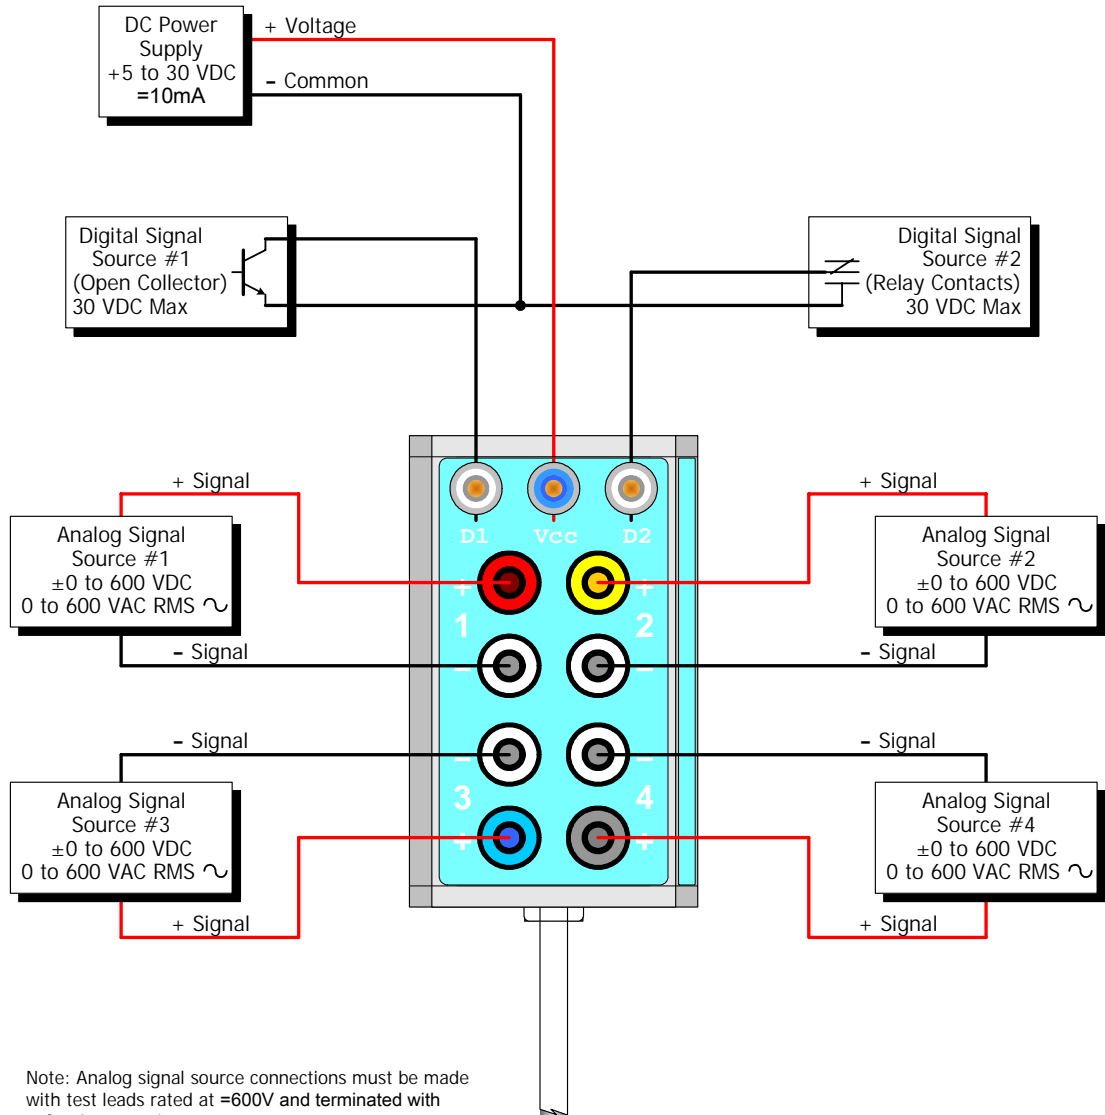 DC Power
Supply
+5 to 30 VDC
=10mA
+ Voltage
- Common
Digital Signal
Source #1
(Open Collector)
30 VDC Max
Digital Signal
Source #2
(Relay Contacts)
30 VDC Max
D1 Vcc D2
+ Signal
Analog Signal
Source #1
±0 to 600 VDC
0 to 600 VAC RMS
- Signal
+ Signal
Analog Signal
Source #2
±0 to 600 VDC
0 to 600 VAC RMS
- Signal
+ +
1 2
- -
- -
3 4
+ +
- Signal
Analog Signal
Source #3
±0 to 600 VDC
0 to 600 VAC RMS
+ Signal
- Signal
Analog Signal
Source #4
±0 to 600 VDC
0 to 600 VAC RMS
+ Signal
Note: Analog signal source connections must be made
with test leads rated at =600V and terminated with